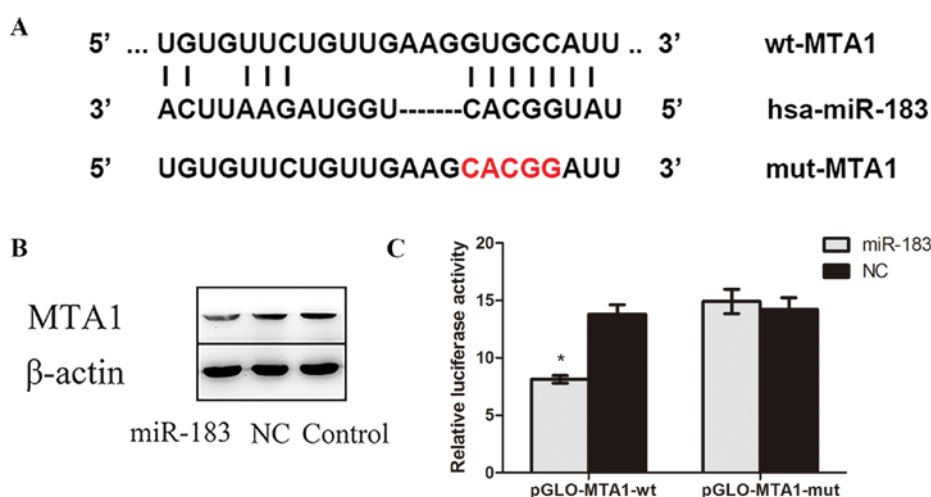 A
5' ... UGUGUUCUGUUGAAGGUGCCAUU .. 3' wt-MTA1
3' ACUUAAGAUGGU-------CACGGUAU 5' hsa-miR-183
5' UGUGUUCUGUUGAAGCACGGAUU 3' mut-MTA1
B
MTA1
β-actin
miR-183 NC Control
C
Relative luciferase activity
20
15
10
5
0
*
miR-183
NC
pGLO-MTA1-wt pGLO-MTA1-mut